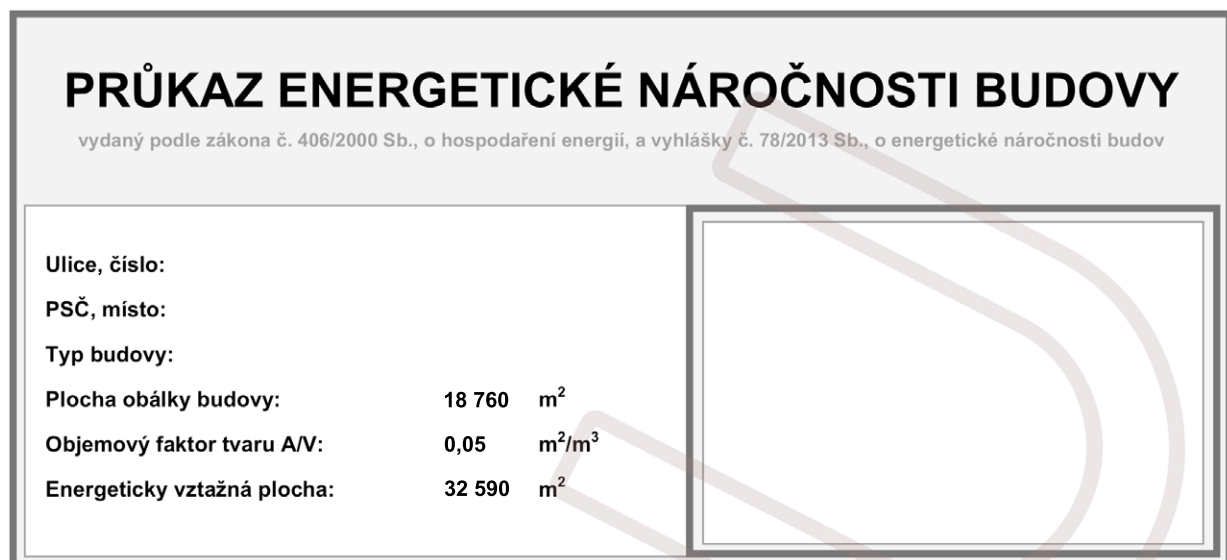 PRŮKAZ ENERGETICKÉ NÁROČNOSTI BUDOVY
vydaný podle zákona č. 406/2000 Sb., o hospodaření energií, a vyhlášky č. 78/2013 Sb., o energetické náročnosti budov
Ulice, číslo:
PSČ, místo:
Typ budovy:
Plocha obálky budovy: 18 760 m²
Objemový faktor tvaru A/V: 0,05 m²/m³
Energeticky vztažná plocha: 32 590 m²